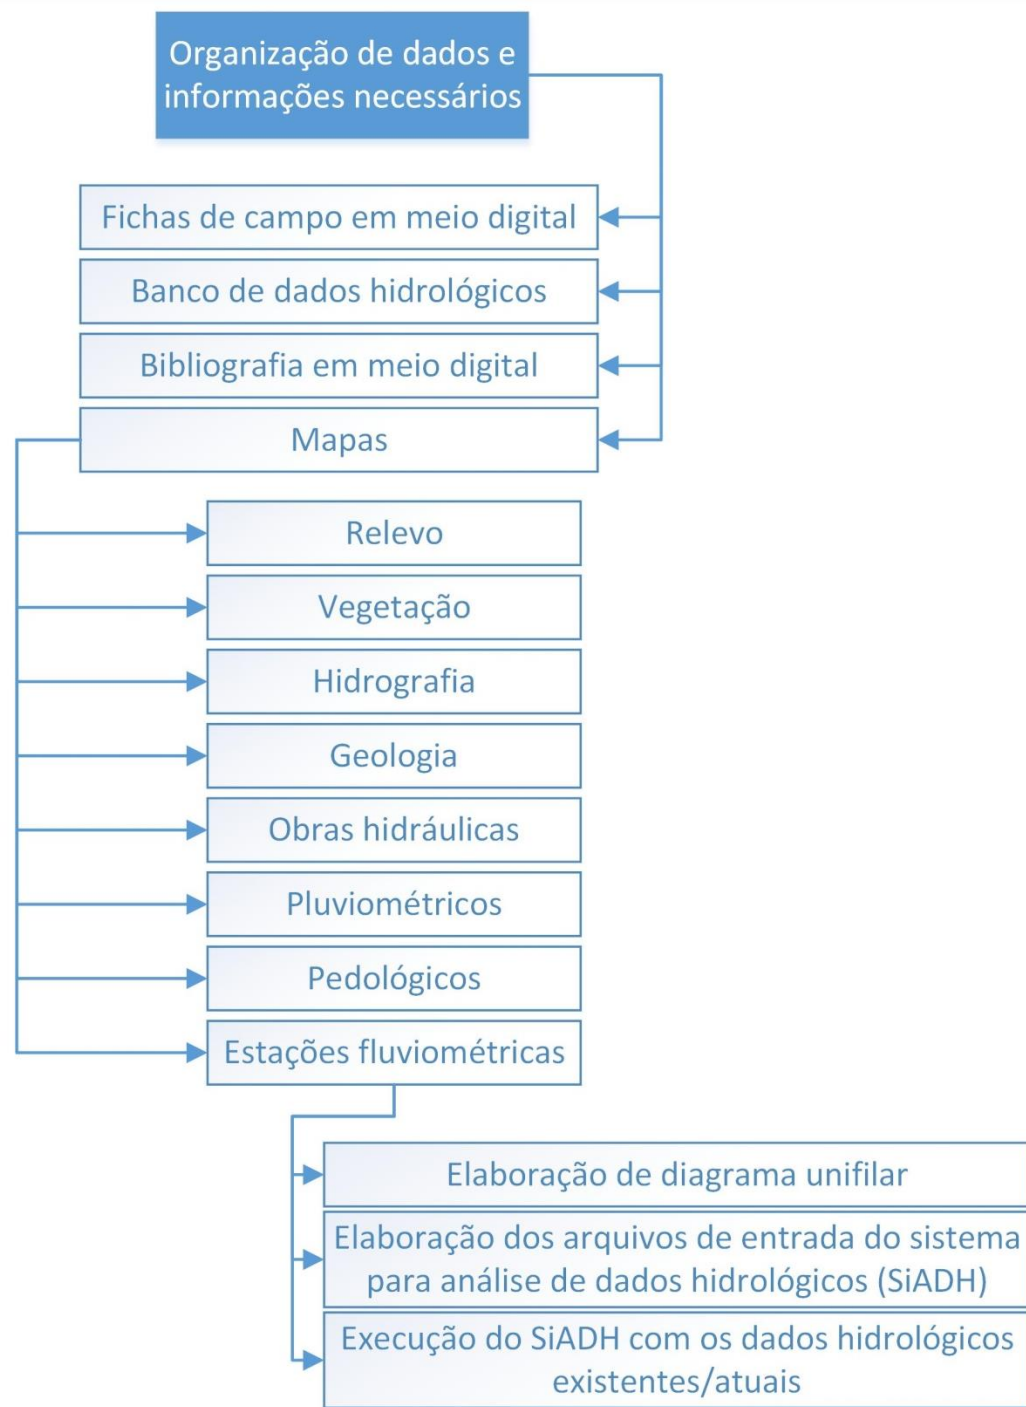 Organização de dados e
informações necessários
Fichas de campo em meio digital
Banco de dados hidrológicos
Bibliografia em meio digital
Mapas
Relevo
Vegetação
Hidrografia
Geologia
Obras hidráulicas
Pluviométricos
Pedológicos
Estações fluviométricas
Elaboração de diagrama unifilar
Elaboração dos arquivos de entrada do sistema
para análise de dados hidrológicos (SiADH)
Execução do SiADH com os dados hidrológicos
existentes/atuais